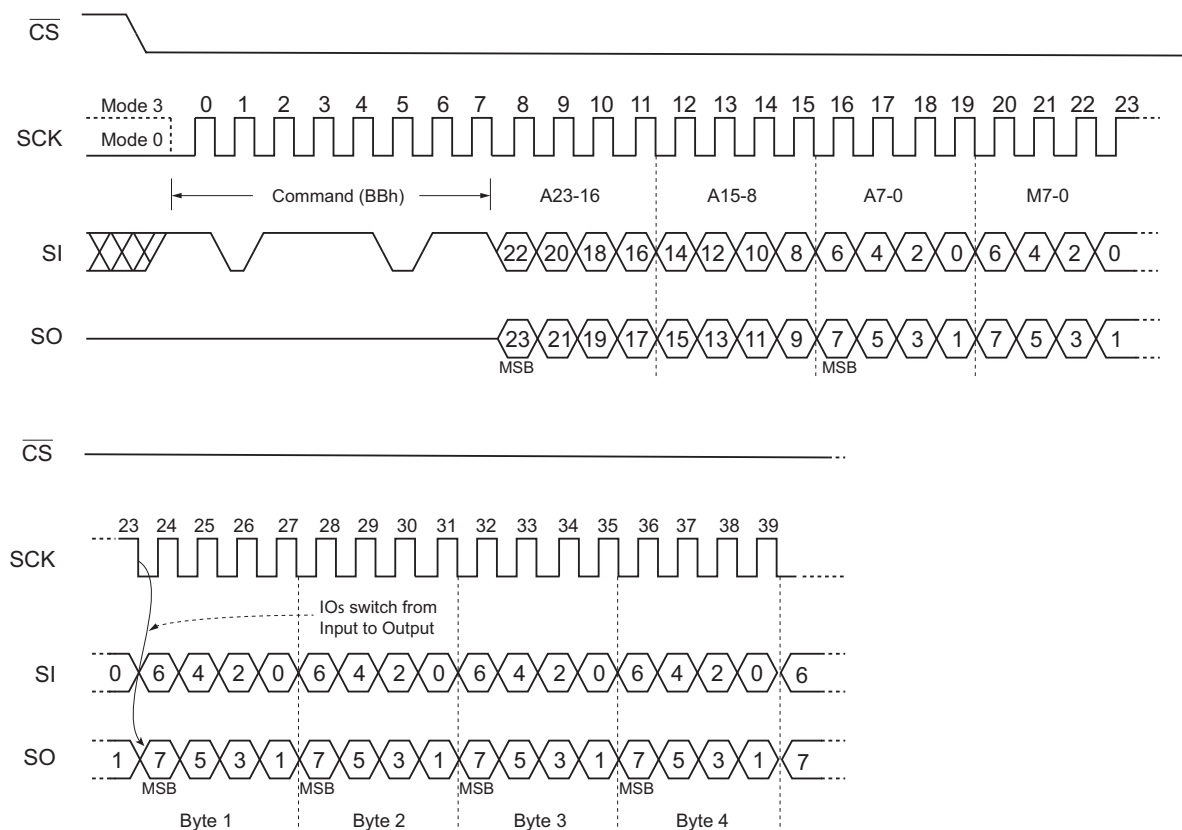 CS
Mode 3 0 1 2 3 4 5 6 7 8 9 10 11 12 13 14 15 16 17 18 19 20 21 22 23
SCK
Mode 0
Command (BBh) A23-16 A15-8 A7-0 M7-0
SI 22 20 18 16 14 12 10 8 6 4 2 0 6 4 2 0
SO 23 21 19 17 15 13 11 9 7 5 3 1 7 5 3 1
MSB MSB
CS
23 24 25 26 27 28 29 30 31 32 33 34 35 36 37 38 39
SCK
IOs switch from
Input to Output
SI 0 6 4 2 0 6 4 2 0 6 4 2 0 6 4 2 0 6
SO 1 7 5 3 1 7 5 3 1 7 5 3 1 7 5 3 1 7
MSB MSB MSB MSB
Byte 1 Byte 2 Byte 3 Byte 4